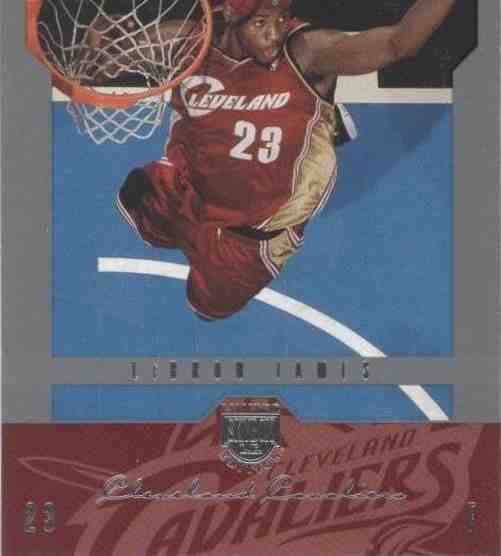 CLEVELAND
23
LEBRON JAMES
CLEVELAND
CAVALIERS
Cleveland Cavaliers
23